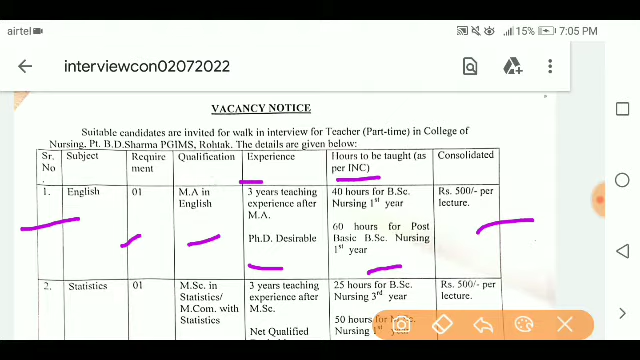 airtel 15% 7:05 PM
interviewcon02072022
VACANCY NOTICE
Suitable candidates are invited for walk in interview for Teacher (Part-time) in College of
Nursing, Pt. B.D.Sharma PGIMS, Rohtak. The details are given below:
Sr. No . Subject Require ment Qualification Experience Hours to be taught (as per INC) Consolidated
1. English 01 M.A in English 3 years teaching experience after M.A. Ph.D. Desirable 40 hours for B.Sc. Nursing 1st year 60 hours for Post Basic B.Sc. Nursing 1st year Rs. 500/- per lecture.
2. Statistics 01 M.Sc. in Statistics/ M.Com. with Statistics 3 years teaching experience after M.Sc. Net Qualified 25 hours for B.Sc. Nursing 3rd year 50 hours for Nursing 1st year Rs. 500/- per lecture.